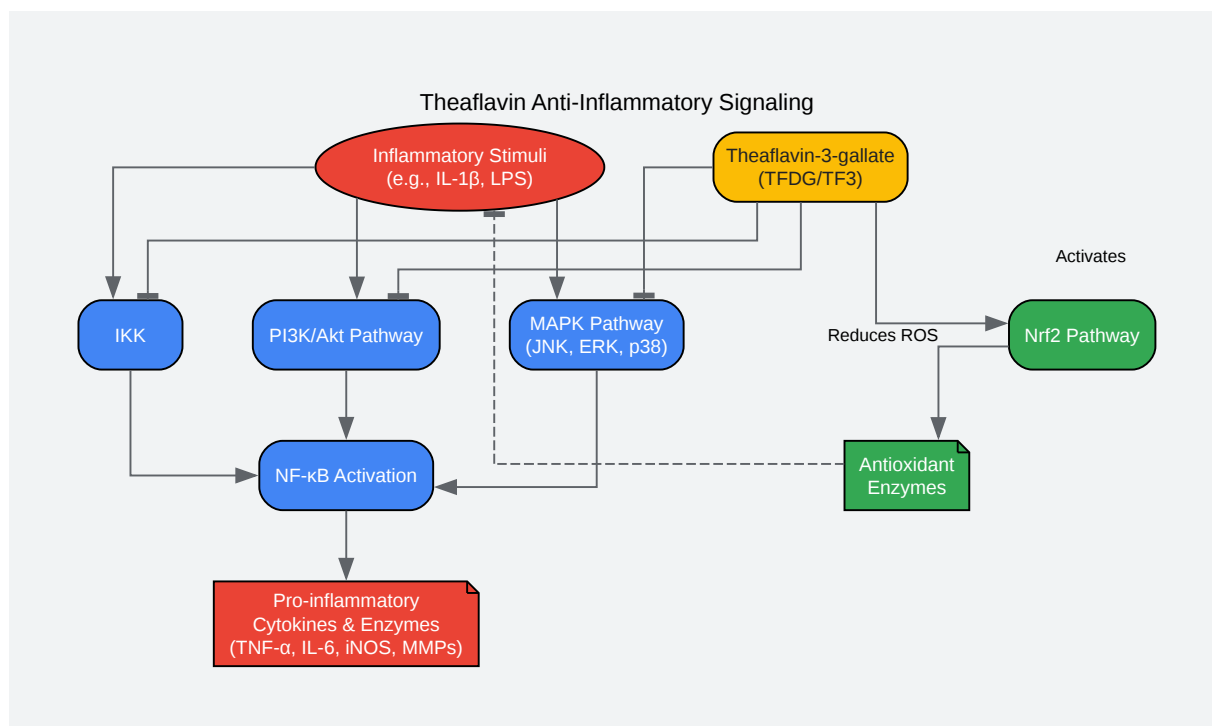 Theaflavin Anti-Inflammatory Signaling
Inflammatory Stimuli
(e.g., IL-1β, LPS)
Theaflavin-3-gallate
(TFDG/TF3)
Activates
IKK
PI3K/Akt Pathway
MAPK Pathway
(JNK, ERK, p38)
Reduces ROS
Nrf2 Pathway
NF-κB Activation
Antioxidant
Enzymes
Pro-inflammatory
Cytokines & Enzymes
(TNF-α, IL-6, iNOS, MMPs)